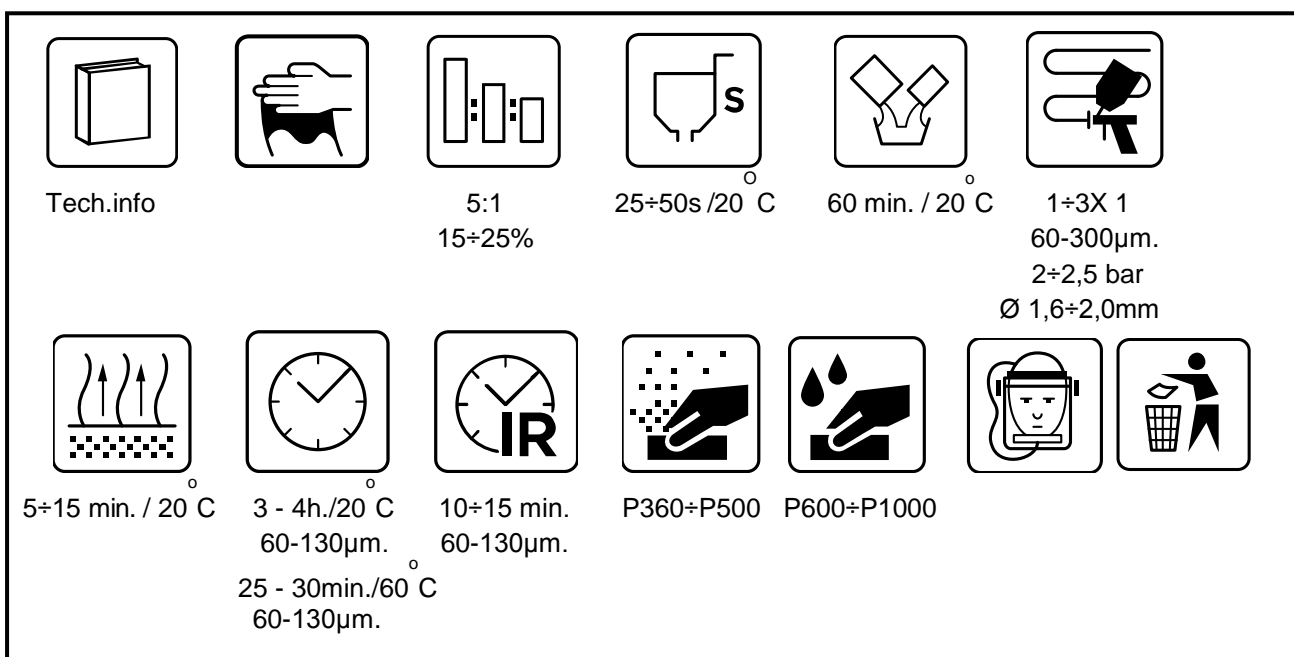 S
Tech.info
5:1
15÷25%
25÷50s /20 °C
60 min. / 20 °C
1÷3X 1
60-300µm.
2÷2,5 bar
Ø 1,6÷2,0mm
IR
5÷15 min. / 20 °C
3 - 4h./20 °C
60-130µm.
25 - 30min./60 °C
60-130µm.
10÷15 min.
60-130µm.
P360÷P500
P600÷P1000